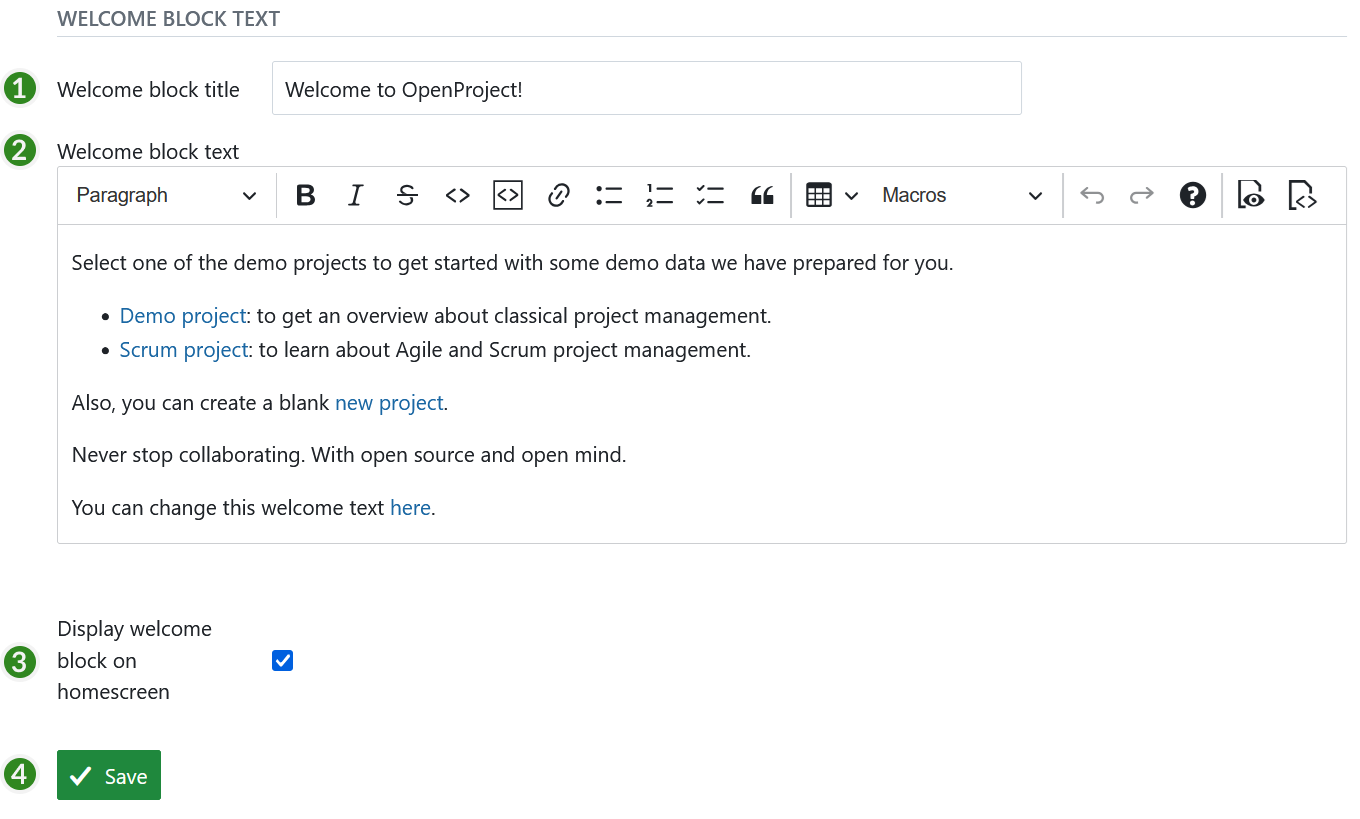 WELCOME BLOCK TEXT
1 Welcome block title Welcome to OpenProject!
2 Welcome block text
Paragraph B I S Macros
Select one of the demo projects to get started with some demo data we have prepared for you.
• Demo project: to get an overview about classical project management.
• Scrum project: to learn about Agile and Scrum project management.
Also, you can create a blank new project.
Never stop collaborating. With open source and open mind.
You can change this welcome text here.
Display welcome
3 block on
homescreen
4 Save